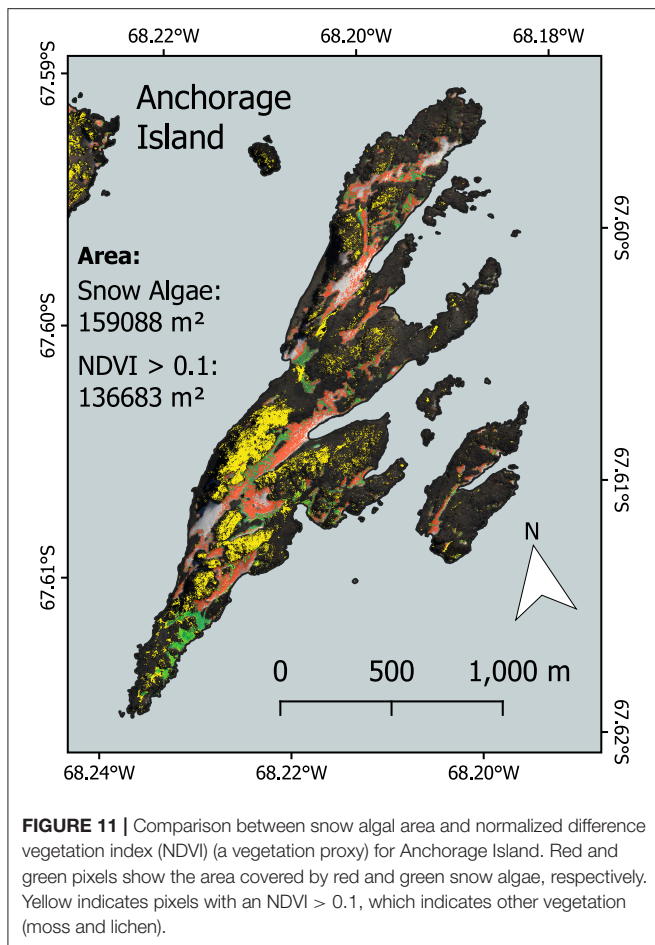 68.22°W 68.20°W 68.18°W
67.59°S
Anchorage
Island
67.60°S
Area:
Snow Algae:
159088 m²
67.60°S
NDVI > 0.1:
136683 m²
67.61°S
N
67.61°S
0 500 1,000 m
67.62°S
68.24°W 68.22°W 68.20°W
FIGURE 11 | Comparison between snow algal area and normalized difference
vegetation index (NDVI) (a vegetation proxy) for Anchorage Island. Red and
green pixels show the area covered by red and green snow algae, respectively.
Yellow indicates pixels with an NDVI > 0.1, which indicates other vegetation
(moss and lichen).